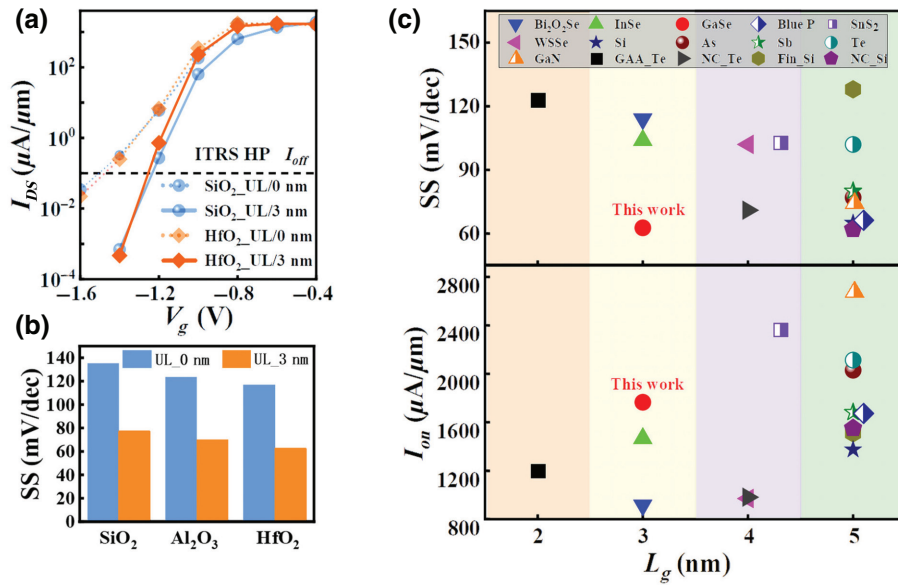 (a)
I_DS (μA/μm)
10²
10⁰
10⁻²
10⁻⁴
ITRS HP I_off
SiO₂_UL/0 nm
SiO₂_UL/3 nm
HfO₂_UL/0 nm
HfO₂_UL/3 nm
−1.6 −1.2 −0.8 −0.4
V_g (V)
(b)
SS (mV/dec)
140
120
100
80
60
40
20
0
UL_0 nm UL_3 nm
SiO₂ Al₂O₃ HfO₂
(c)
Bi₂O₂Se InSe GaSe Blue P SnS₂
WSSe Si As Sb Te
GaN GAA_Te NC_Te Fin_Si NC_Si
SS (mV/dec)
150
120
90
60
This work
I_on (μA/μm)
2800
2400
2000
1600
1200
800
This work
2 3 4 5
L_g (nm)